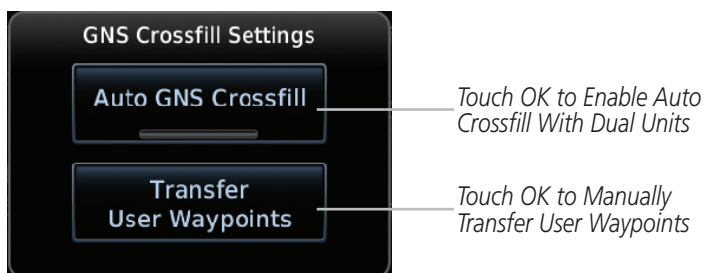 GNS Crossfill Settings
Auto GNS Crossfill
Touch OK to Enable Auto
Crossfill With Dual Units
Transfer
User Waypoints
Touch OK to Manually
Transfer User Waypoints